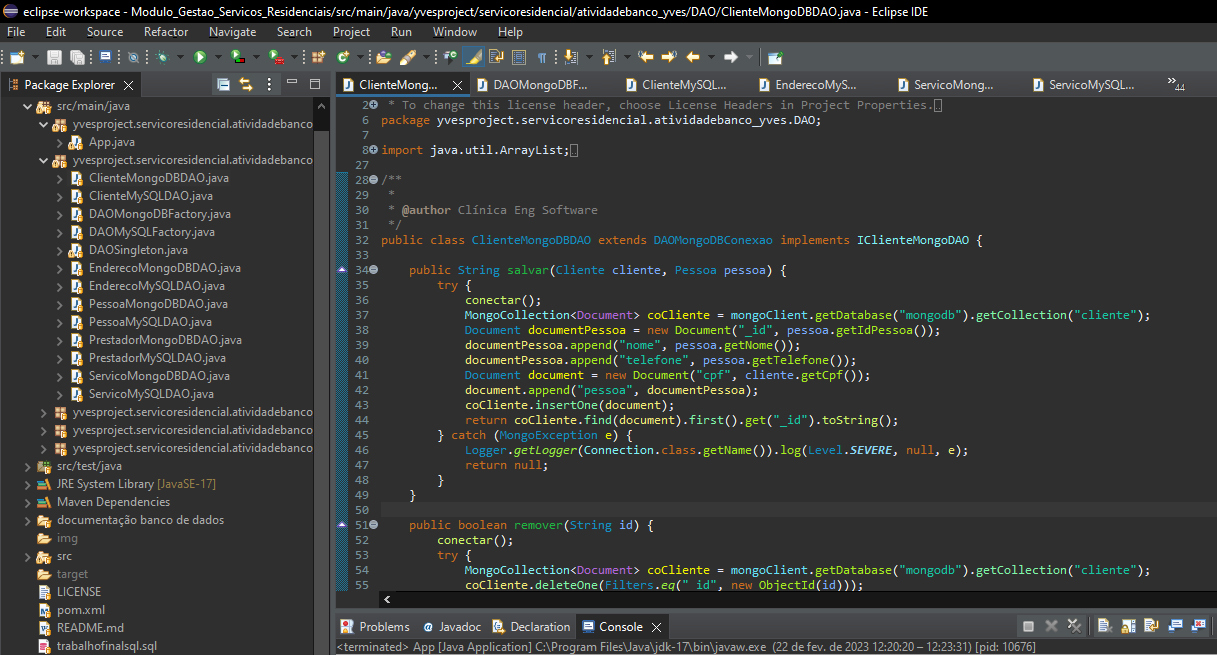 eclipse-workspace - Modulo_Gestao_Servicos_Residenciais/src/main/java/yvesproject/servicoresidencial/atividadebanco_yves/DAO/ClienteMongoDBDAO.java - Eclipse IDE
File Edit Source Refactor Navigate Search Project Run Window Help
Package Explorer
src/main/java
yvesproject.servicoresidencial.atividadebanco
App.java
yvesproject.servicoresidencial.atividadebanco
ClienteMongoDBDAO.java
ClienteMySQLDAO.java
DAOMongoDBFactory.java
DAOMySQLFactory.java
DAOSingleton.java
EnderecoMongoDBDAO.java
EnderecoMySQLDAO.java
PessoaMongoDBDAO.java
PessoaMySQLDAO.java
PrestadorMongoDBDAO.java
PrestadorMySQLDAO.java
ServicoMongoDBDAO.java
ServicoMySQLDAO.java
yvesproject.servicoresidencial.atividadebanco
yvesproject.servicoresidencial.atividadebanco
yvesproject.servicoresidencial.atividadebanco
src/test/java
JRE System Library [JavaSE-17]
Maven Dependencies
documentação banco de dados
img
src
target
LICENSE
pom.xml
README.md
trabalhofinalsql.sql
ClienteMong... DAOMongoDBF... ClienteMySQL... EnderecoMyS... ServicoMong... ServicoMySQL... »44
2 * To change this license header, choose License Headers in Project Properties.
6 package yvesproject.servicoresidencial.atividadebanco_yves.DAO;
7
8 import java.util.ArrayList;
27
28 /**
29 *
30 * @author Clínica Eng Software
31 */
32 public class ClienteMongoDBDAO extends DAOMongoDBConexao implements IClienteMongoDAO {
33
34 public String salvar(Cliente cliente, Pessoa pessoa) {
35 try {
36 conectar();
37 MongoCollection<Document> coCliente = mongoClient.getDatabase("mongodb").getCollection("cliente");
38 Document documentPessoa = new Document("_id", pessoa.getIdPessoa());
39 documentPessoa.append("nome", pessoa.getNome());
40 documentPessoa.append("telefone", pessoa.getTelefone());
41 Document document = new Document("cpf", cliente.getCpf());
42 document.append("pessoa", documentPessoa);
43 coCliente.insertOne(document);
44 return coCliente.find(document).first().get("_id").toString();
45 } catch (MongoException e) {
46 Logger.getLogger(Connection.class.getName()).log(Level.SEVERE, null, e);
47 return null;
48 }
49 }
50
51 public boolean remover(String id) {
52 conectar();
53 try {
54 MongoCollection<Document> coCliente = mongoClient.getDatabase("mongodb").getCollection("cliente");
55 coCliente.deleteOne(Filters.eq("_id", new ObjectId(id)));
Problems Javadoc Declaration Console
<terminated> App [Java Application] C:\Program Files\Java\jdk-17\bin\javaw.exe (22 de fev. de 2023 12:20:20 – 12:23:31) [pid: 10676]